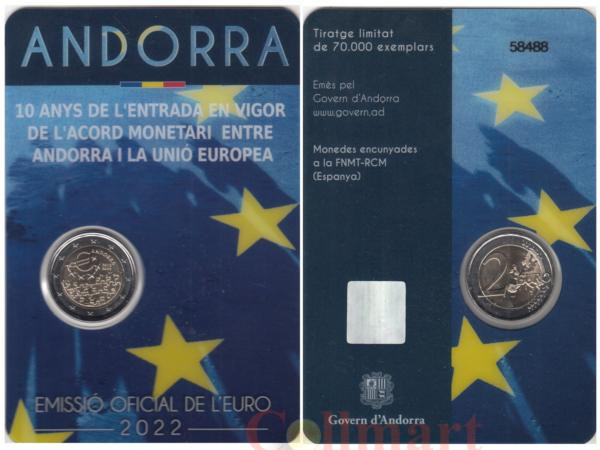 ANDORRA
10 ANYS DE L'ENTRADA EN VIGOR
DE L'ACORD MONETARI ENTRE
ANDORRA I LA UNIÓ EUROPEA
ANDORRA
EMISSIÓ OFICIAL DE L'EURO
2022
Tiratge limitat
de 70.000 exemplars
58488
Emès pel
Govern d'Andorra
www.govern.ad
Monedes encunyades
a la FNMT-RCM
(Espanya)
2
Govern d'Andorra
Collmart